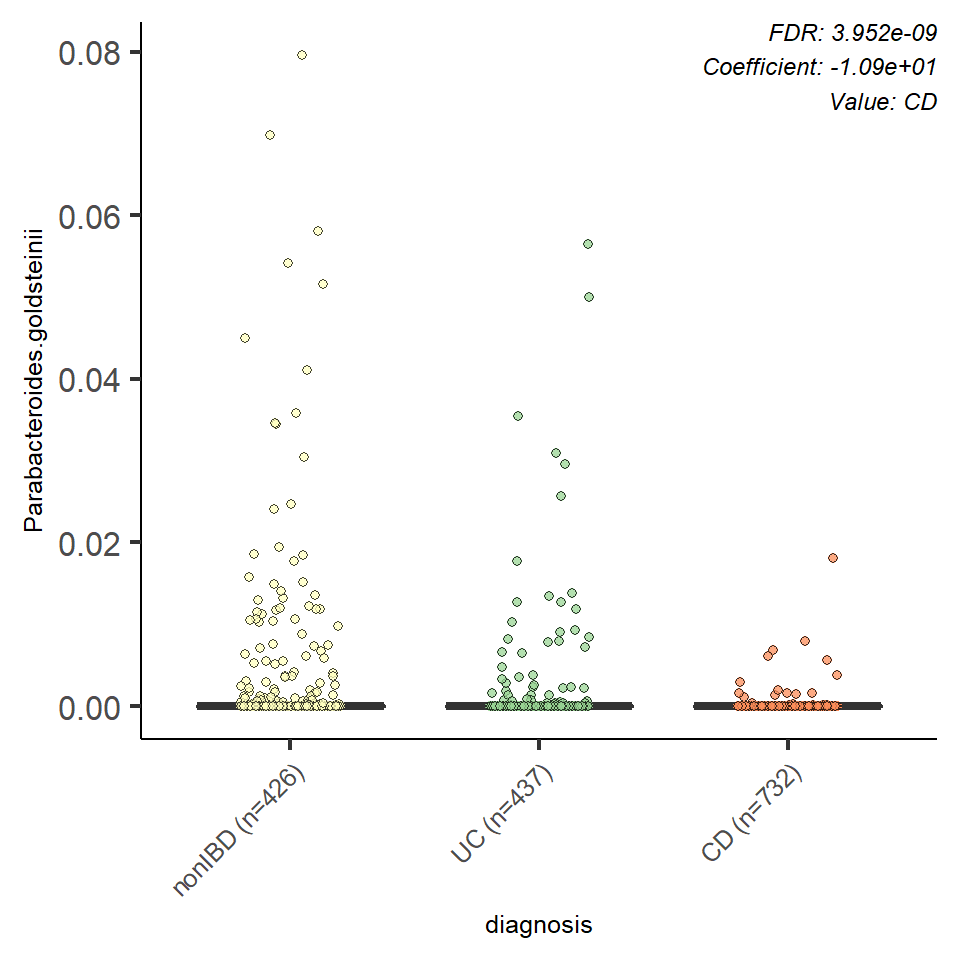 FDR: 3.952e-09
Coefficient: -1.09e+01
Value: CD
0.08
0.06
0.04
0.02
0.00
Parabacteroides.goldsteinii
nonIBD (n=426)
UC (n=437)
CD (n=732)
diagnosis